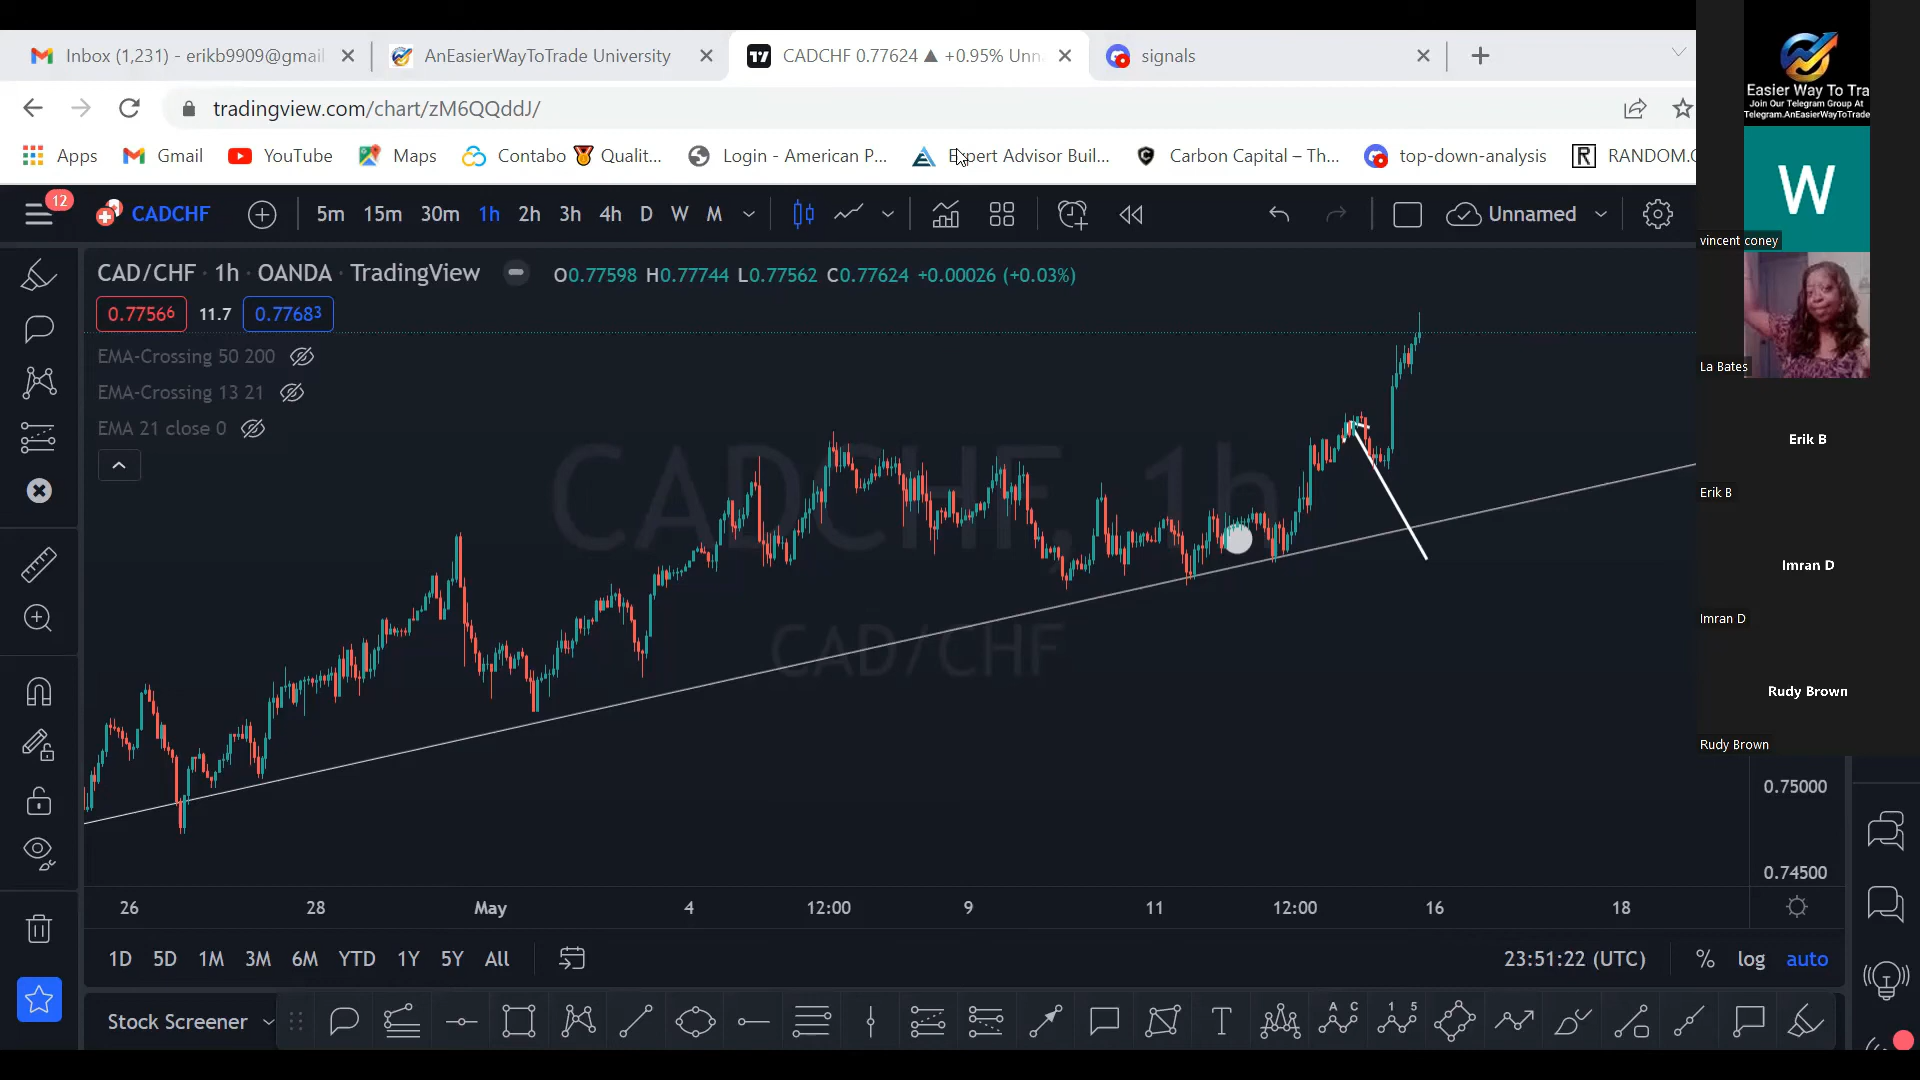 Inbox (1,231) - erikb9909@gmail
AnEasierWayToTrade University
CADCHF 0.77624 ▲ +0.95% Unn
signals
tradingview.com/chart/zM6QQddJ/
Apps
Gmail
YouTube
Maps
Contabo
Qualit...
Login - American P...
Expert Advisor Buil...
Carbon Capital – Th...
top-down-analysis
RANDOM.
12
CADCHF
5m 15m 30m 1h 2h 3h 4h D W M
Unnamed
CAD/CHF · 1h · OANDA · TradingView
O0.77598 H0.77744 L0.77562 C0.77624 +0.00026 (+0.03%)
0.77566 11.7 0.77683
EMA-Crossing 50 200
EMA-Crossing 13 21
EMA 21 close 0
CADCHF, 1h
CAD/CHF
0.75000
0.74500
26 28 May 4 12:00 9 11 12:00 16 18
1D 5D 1M 3M 6M YTD 1Y 5Y All
23:51:22 (UTC)
% log auto
Stock Screener
Easier Way To Tra
Join Our Telegram Group At
Telegram.AnEasierWayToTrade
W
vincent coney
La Bates
Erik B
Erik B
Imran D
Imran D
Rudy Brown
Rudy Brown